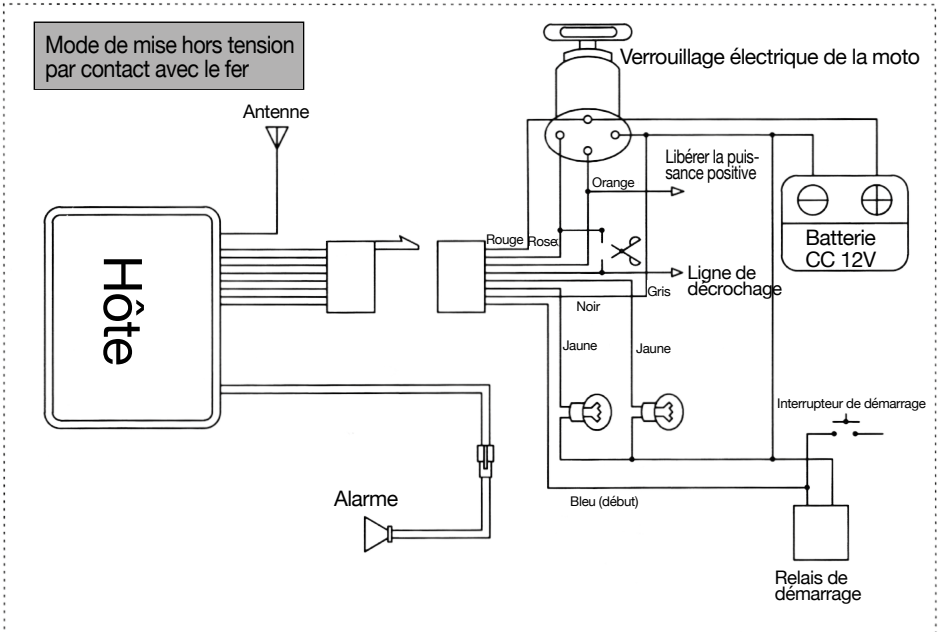 Mode de mise hors tension
par contact avec le fer
Verrouillage électrique de la moto
Antenne
Libérer la puis-
sance positive
Orange
Rouge
Rose
Batterie
CC 12V
Ligne de
décrochage
Gris
Noir
Hôte
Jaune
Jaune
Interrupteur de démarrage
Alarme
Bleu (début)
Relais de
démarrage